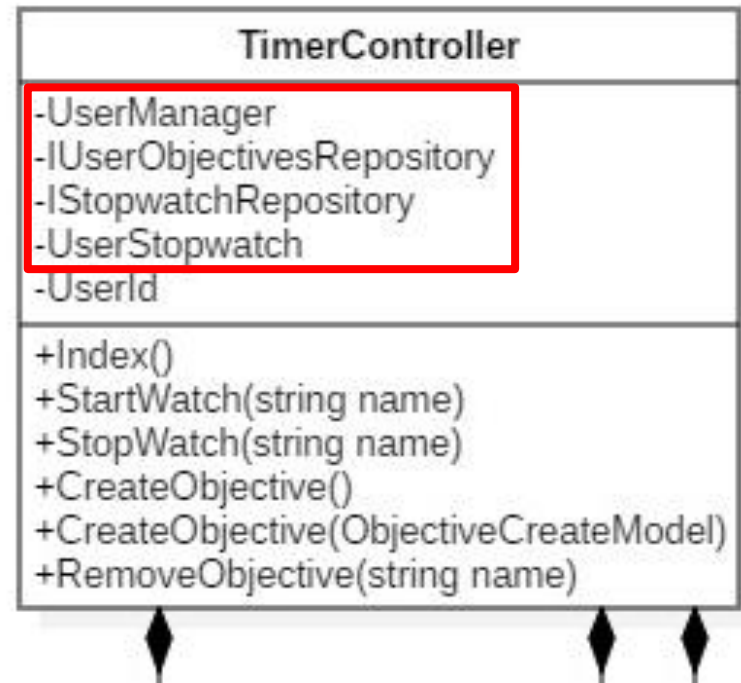 TimerController
-UserManager
-IUserObjectivesRepository
-IStopwatchRepository
-UserStopwatch
-UserId
+Index()
+StartWatch(string name)
+StopWatch(string name)
+CreateObjective()
+CreateObjective(ObjectiveCreateModel)
+RemoveObjective(string name)